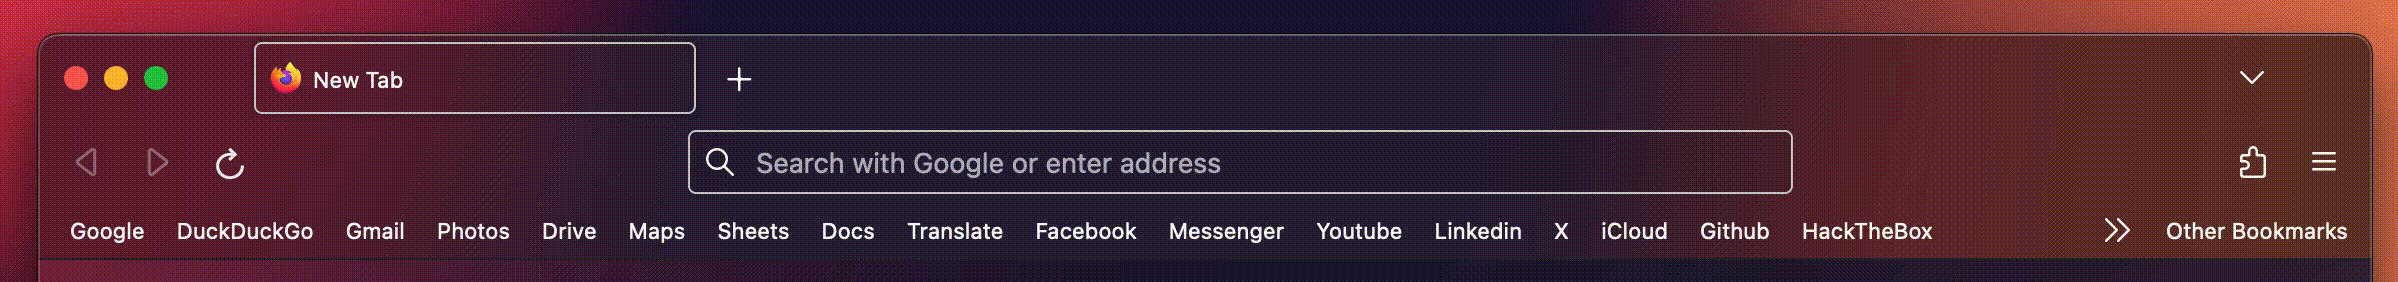 New Tab
Search with Google or enter address
Google DuckDuckGo Gmail Photos Drive Maps Sheets Docs Translate Facebook Messenger Youtube Linkedin X iCloud Github HackTheBox Other Bookmarks